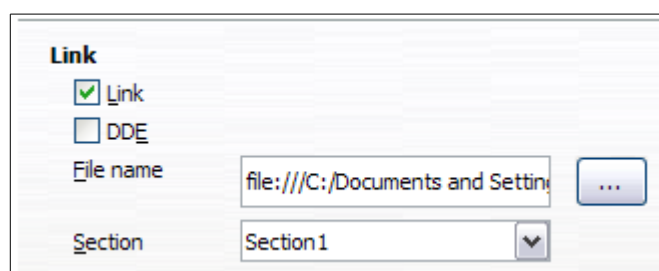 Link
Link
DDE
File name file:///C:/Documents and Settin ...
Section Section1